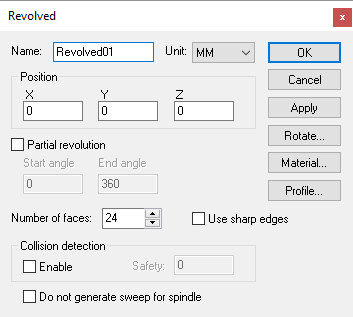 Revolved
Name: Revolved01 Unit: MM OK
Cancel
Position
X Y Z
0 0 0
Apply
Partial revolution Rotate...
Start angle End angle
0 360
Material...
Profile...
Number of faces: 24 Use sharp edges
Collision detection
Enable Safety: 0
Do not generate sweep for spindle